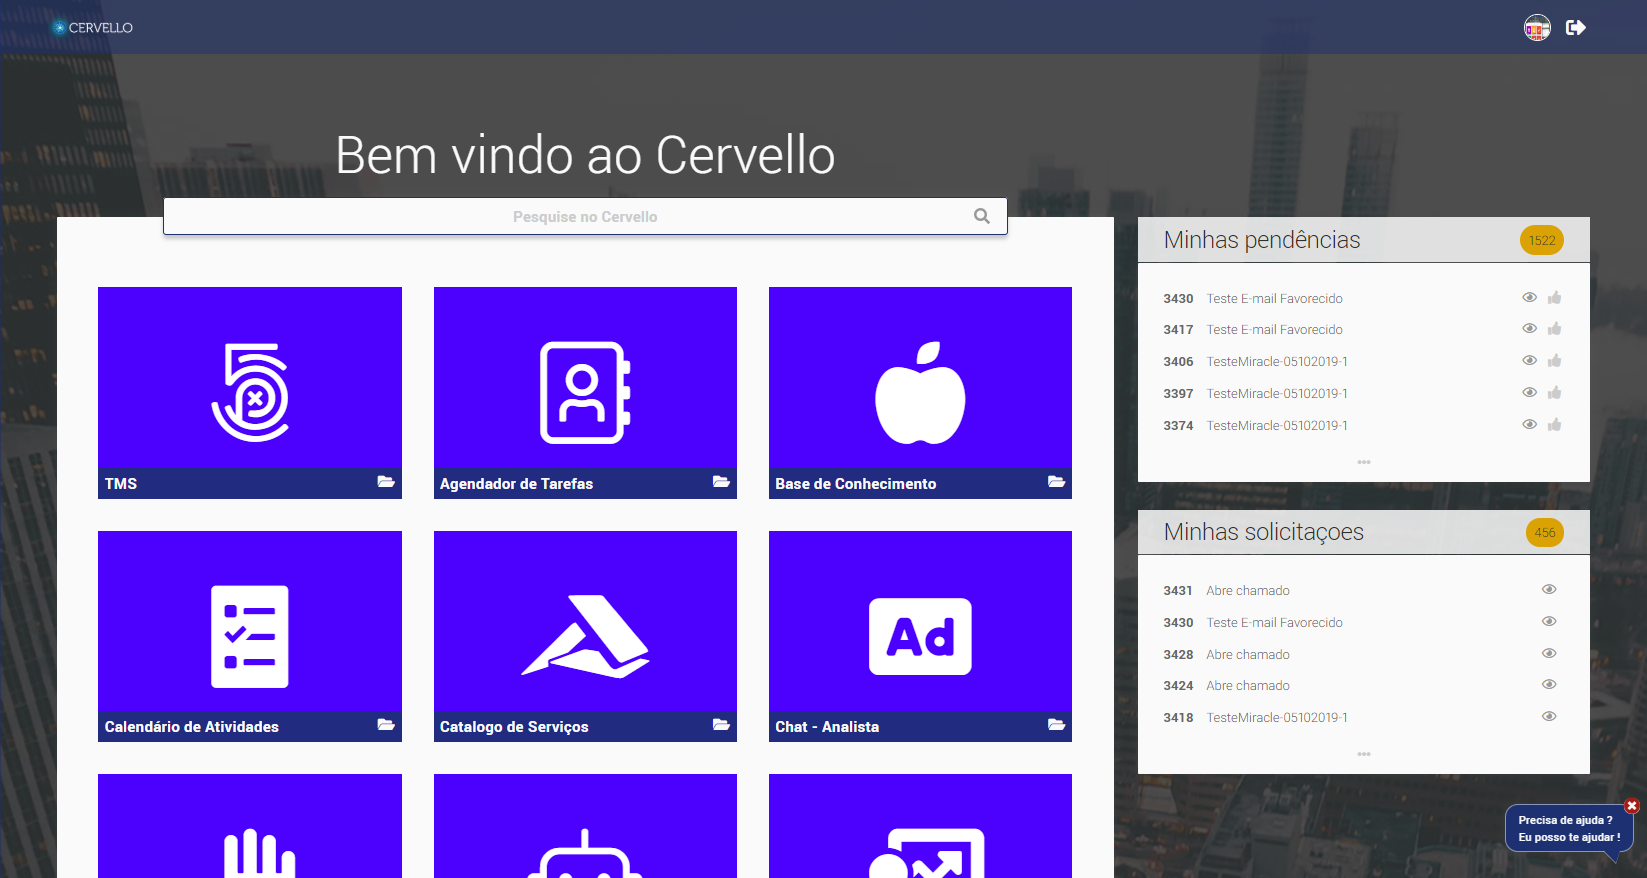 CERVELLO
Bem vindo ao Cervello
Pesquise no Cervello
TMS
Agendador de Tarefas
Base de Conhecimento
Calendário de Atividades
Catalogo de Serviços
Ad
Chat - Analista
Minhas pendências 1522
3430 Teste E-mail Favorecido
3417 Teste E-mail Favorecido
3406 TesteMiracle-05102019-1
3397 TesteMiracle-05102019-1
3374 TesteMiracle-05102019-1
Minhas solicitaçoes 456
3431 Abre chamado
3430 Teste E-mail Favorecido
3428 Abre chamado
3424 Abre chamado
3418 TesteMiracle-05102019-1
Precisa de ajuda ?
Eu posso te ajudar !